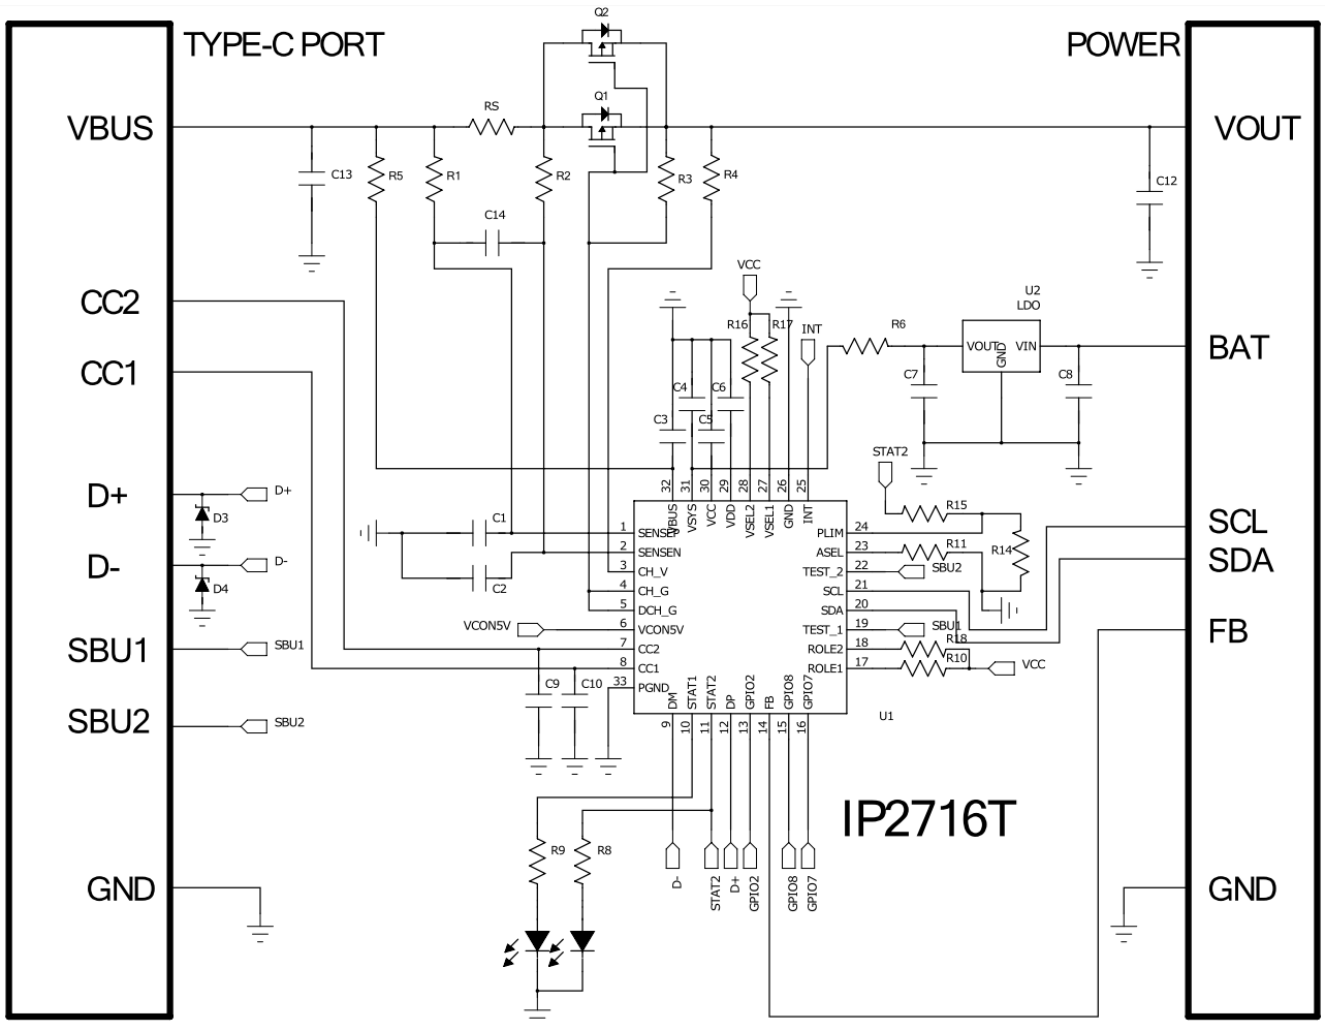 Q2
TYPE-C PORT
POWER
Q1
RS
VBUS
VOUT
C13
R5
R1
R2
R3
R4
C12
C14
VCC
CC2
U2
LDO
R16
R17
INT
R6
VOUT
GND
VIN
BAT
CC1
C4
C6
C7
C8
C3
C5
STAT2
D+
D+
32
31
30
29
28
27
26
25
VBUS
VSYS
VCC
VDD
VSEL2
VSEL1
GND
INT
R15
D3
C1
1
SENSEP
PLIM
24
SCL
2
SENSEN
ASEL
23
R11
R14
D-
D-
3
CH_V
TEST_2
22
SBU2
SDA
D4
C2
4
CH_G
SCL
21
5
DCH_G
SDA
20
VCON5V
6
VCON5V
TEST_1
19
SBU1
FB
SBU1
SBU1
7
CC2
ROLE2
18
R18
8
CC1
ROLE1
17
R10
VCC
C9
C10
33
PGND
DM
STAT1
STAT2
DP
GPIO2
FB
GPIO8
GPIO7
U1
SBU2
SBU2
9
10
11
12
13
14
15
16
IP2716T
R9
R8
D-
STAT2
D+
GPIO2
GPIO8
GPIO7
GND
GND